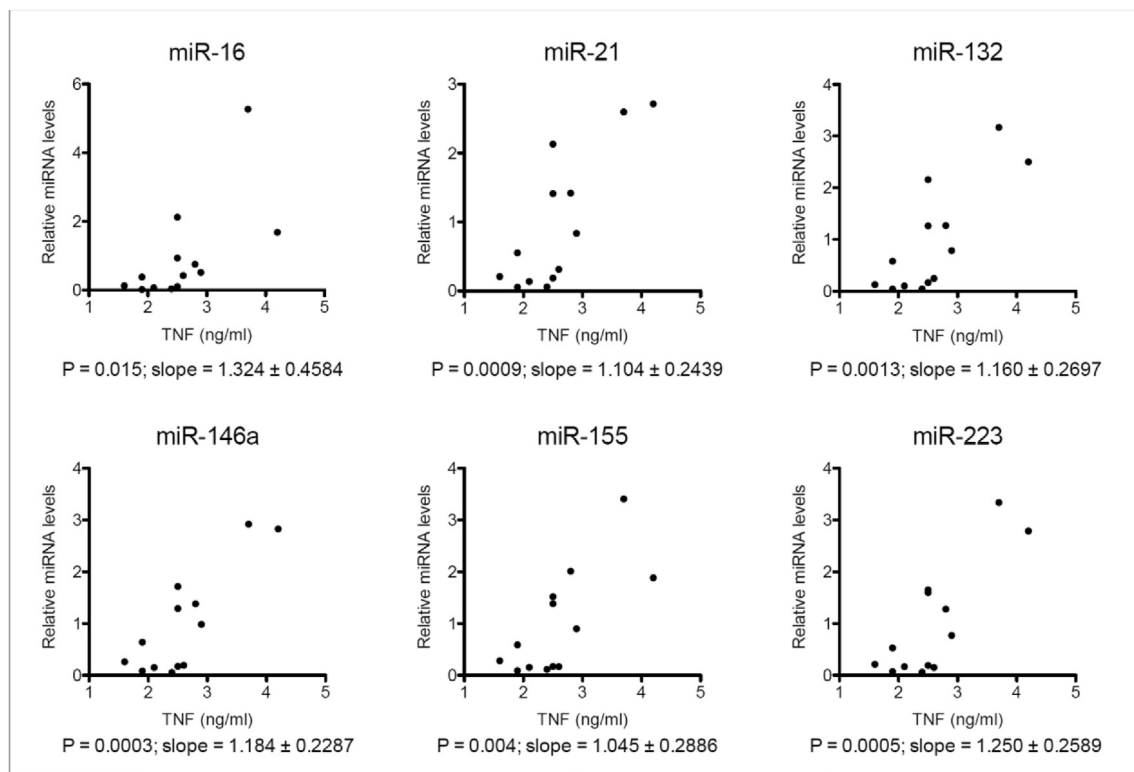 miR-16
miR-21
miR-132
Relative miRNA levels
6
4
2
0
1 2 3 4 5
TNF (ng/ml)
P = 0.015; slope = 1.324 ± 0.4584
Relative miRNA levels
3
2
1
0
1 2 3 4 5
TNF (ng/ml)
P = 0.0009; slope = 1.104 ± 0.2439
Relative miRNA levels
4
3
2
1
0
1 2 3 4 5
TNF (ng/ml)
P = 0.0013; slope = 1.160 ± 0.2697
miR-146a
miR-155
miR-223
Relative miRNA levels
4
3
2
1
0
1 2 3 4 5
TNF (ng/ml)
P = 0.0003; slope = 1.184 ± 0.2287
Relative miRNA levels
4
3
2
1
0
1 2 3 4 5
TNF (ng/ml)
P = 0.004; slope = 1.045 ± 0.2886
Relative miRNA levels
4
3
2
1
0
1 2 3 4 5
TNF (ng/ml)
P = 0.0005; slope = 1.250 ± 0.2589